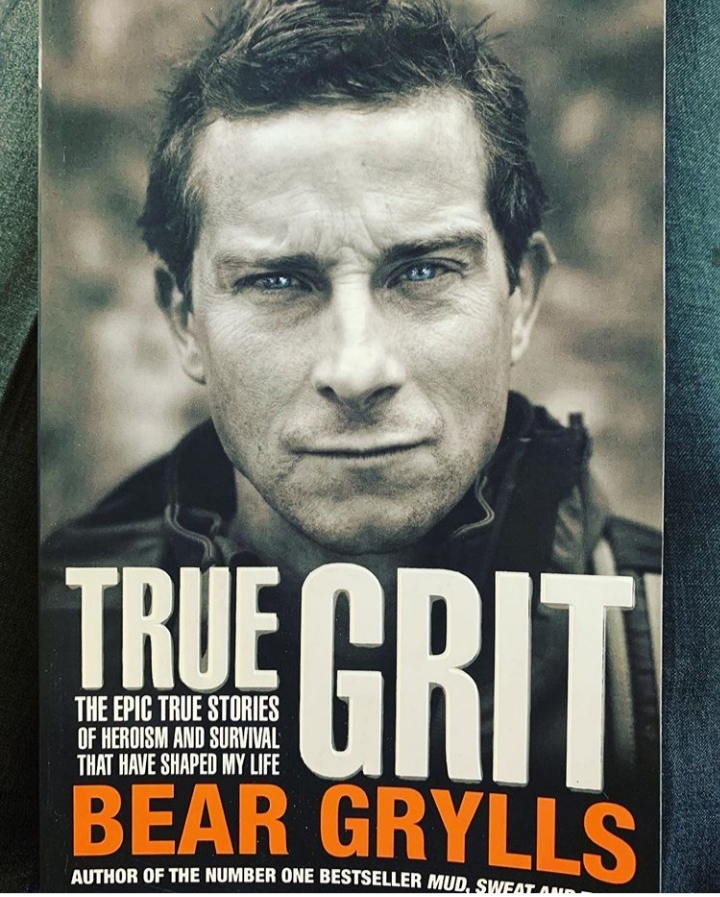 TRUE GRIT
THE EPIC TRUE STORIES
OF HEROISM AND SURVIVAL
THAT HAVE SHAPED MY LIFE
BEAR GRYLLS
AUTHOR OF THE NUMBER ONE BESTSELLER MUD, SWEAT AND